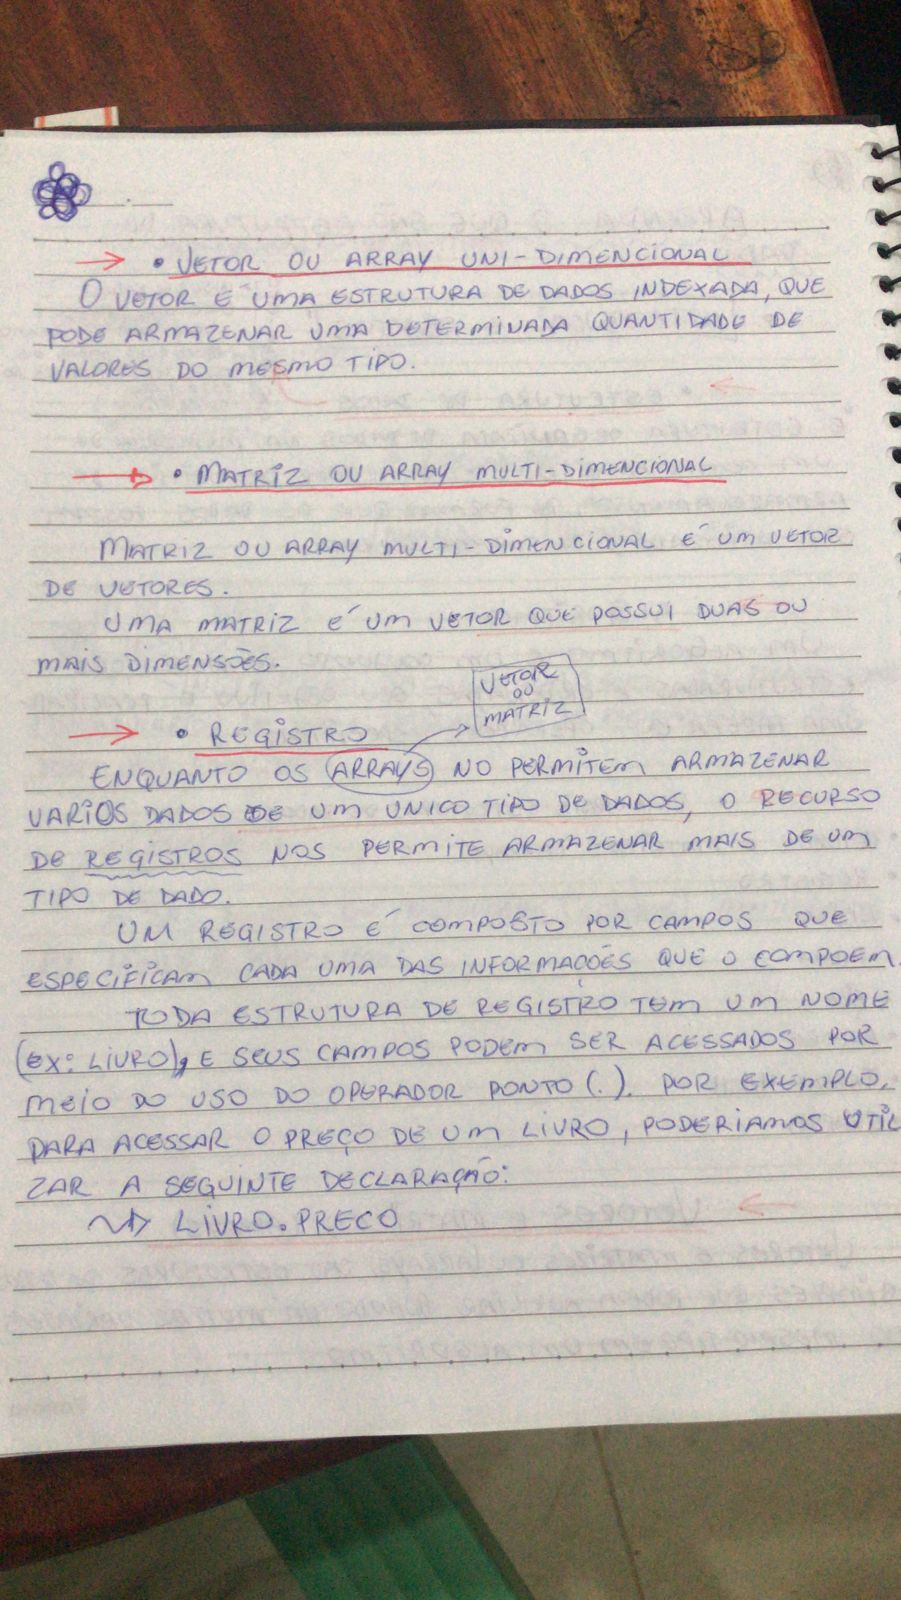 • VETOR OU ARRAY UNI-DIMENCIONAL
O VETOR É UMA ESTRUTURA DE DADOS INDEXADA, QUE
PODE ARMAZENAR UMA DETERMINADA QUANTIDADE DE
VALORES DO MESMO TIPO.
• MATRIZ OU ARRAY MULTI-DIMENCIONAL
MATRIZ OU ARRAY MULTI-DIMENCIONAL É UM VETOR
DE VETORES.
UMA MATRIZ É UM VETOR QUE POSSUI DUAS OU
MAIS DIMENSÕES.
VETOR
OU
MATRIZ
• REGISTRO
ENQUANTO OS ARRAYS NO PERMITEM ARMAZENAR
VARIOS DADOS DE UM UNICO TIPO DE DADOS, O RECURSO
DE REGISTROS NOS PERMITE ARMAZENAR MAIS DE UM
TIPO DE DADO.
UM REGISTRO É COMPOSTO POR CAMPOS QUE
ESPECIFICAM CADA UMA DAS INFORMAÇÕES QUE O COMPOEM.
TODA ESTRUTURA DE REGISTRO TEM UM NOME
(EX: LIVRO), E SEUS CAMPOS PODEM SER ACESSADOS POR
MEIO DO USO DO OPERADOR PONTO (.). POR EXEMPLO,
PARA ACESSAR O PREÇO DE UM LIVRO, PODERIAMOS UTIL
ZAR A SEGUINTE DECLARAÇÃO:
LIVRO.PRECO